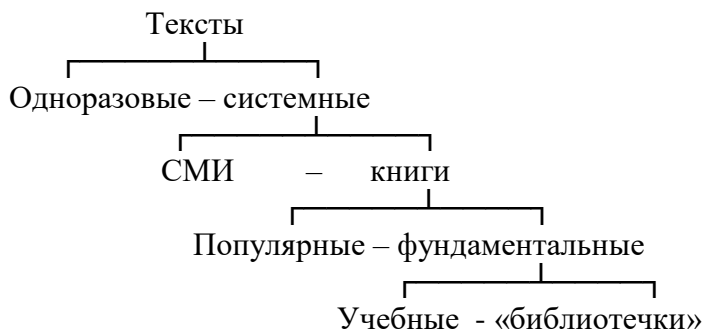 Тексты
Одноразовые – системные
СМИ – книги
Популярные – фундаментальные
Учебные - «библиотечки»